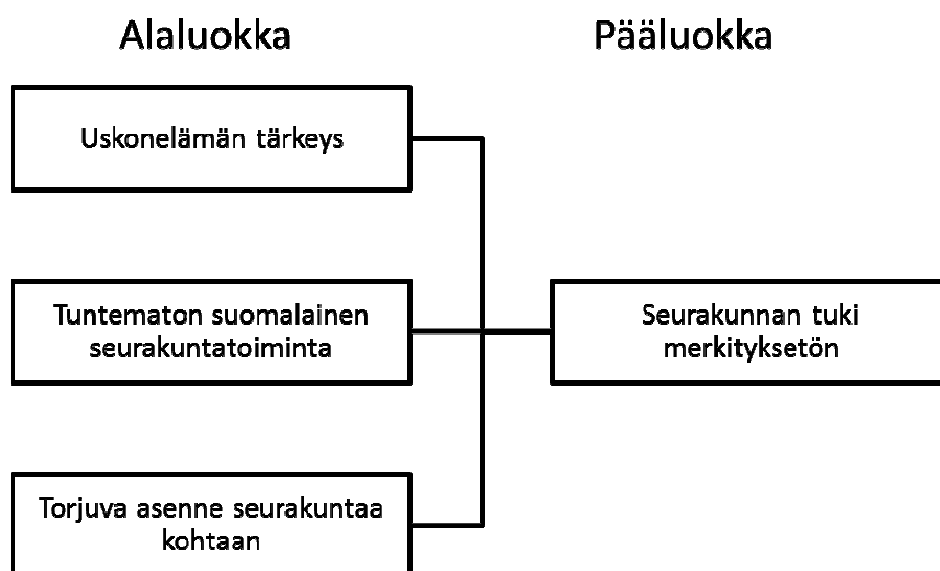 Alaluokka
Pääluokka
Uskonelämän tärkeys
Tuntematon suomalainen
seurakuntatoiminta
Seurakunnan tuki
merkityksetön
Torjuva asenne seurakuntaa
kohtaan